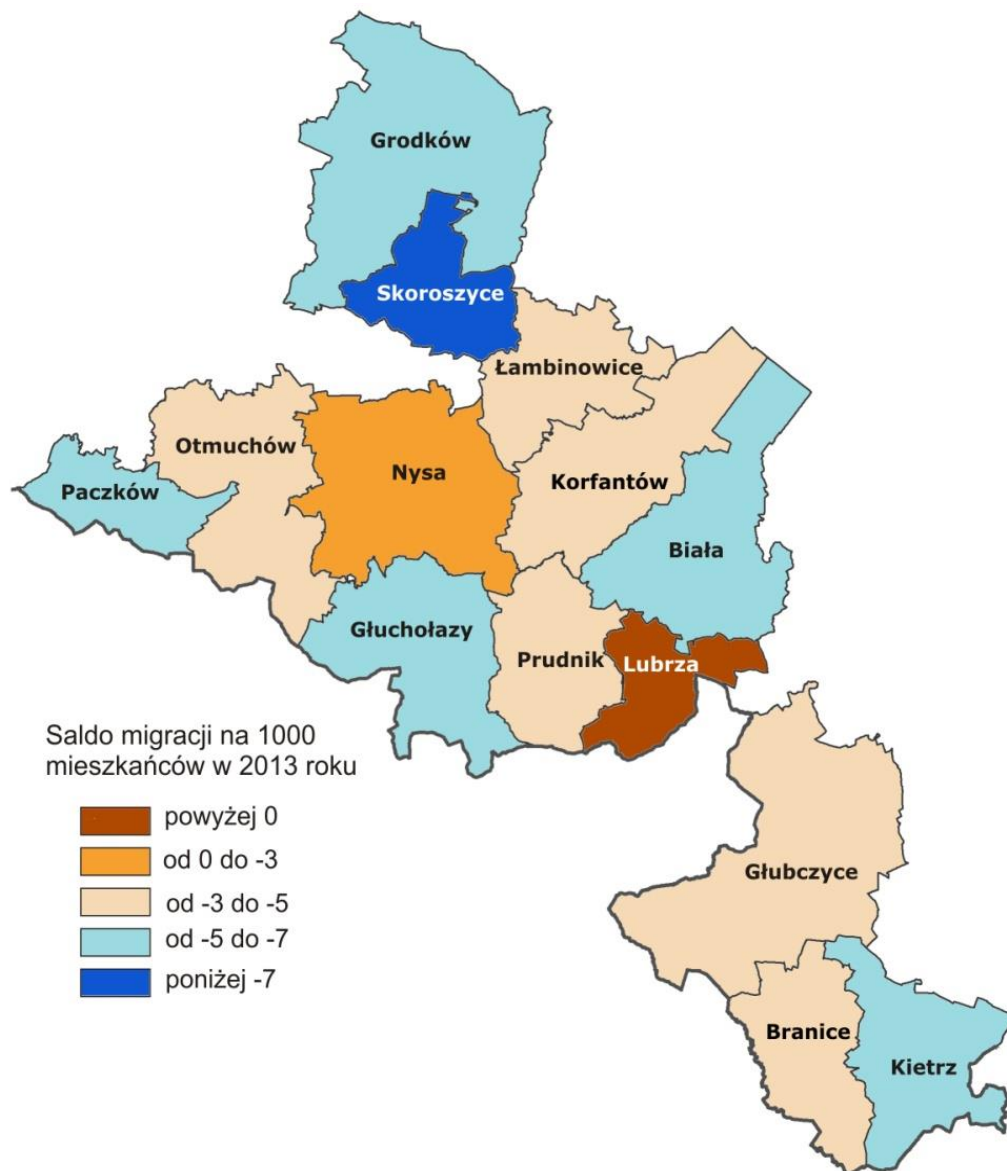 Grodków
Skoroszyce
Łambinowice
Otmuchów
Nysa
Korfantów
Paczków
Biała
Głuchołazy
Prudnik
Lubrza
Saldo migracji na 1000
mieszkańców w 2013 roku
powyżej 0
od 0 do -3
od -3 do -5
od -5 do -7
poniżej -7
Głubczyce
Branice
Kietrz